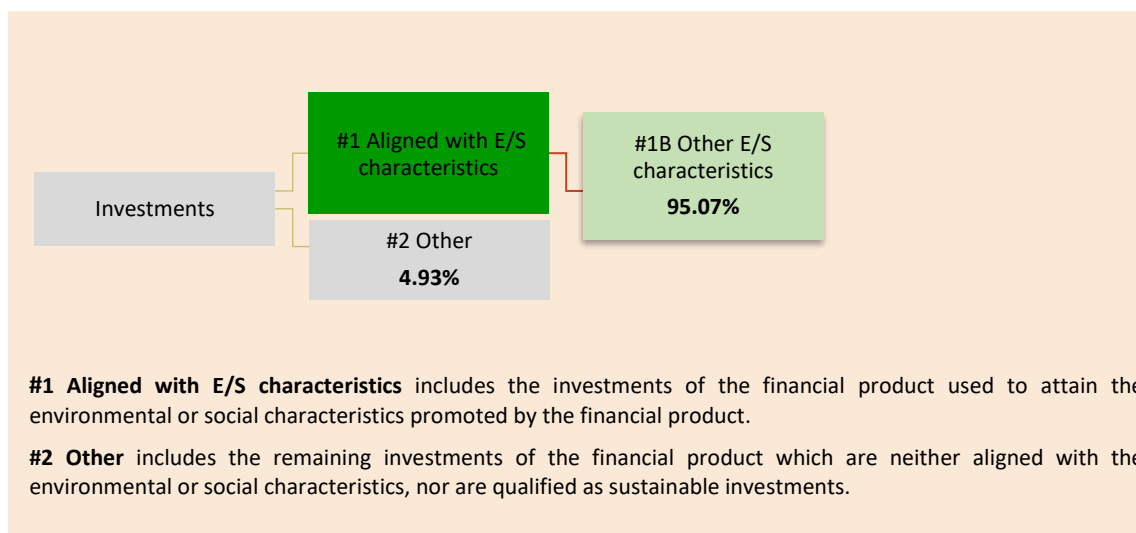 #1 Aligned with E/S
characteristics
#1B Other E/S
characteristics
95.07%
Investments
#2 Other
4.93%
#1 Aligned with E/S characteristics includes the investments of the financial product used to attain the
environmental or social characteristics promoted by the financial product.
#2 Other includes the remaining investments of the financial product which are neither aligned with the
environmental or social characteristics, nor are qualified as sustainable investments.